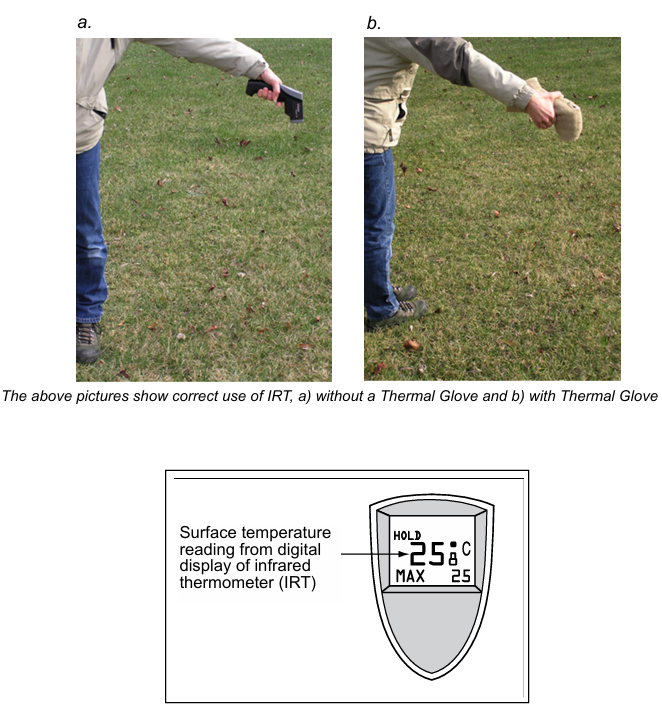 a.
b.
The above pictures show correct use of IRT, a) without a Thermal Glove and b) with Thermal Glove
Surface temperature
reading from digital
display of infrared
thermometer (IRT)
HOLD
25.8 C
MAX 25